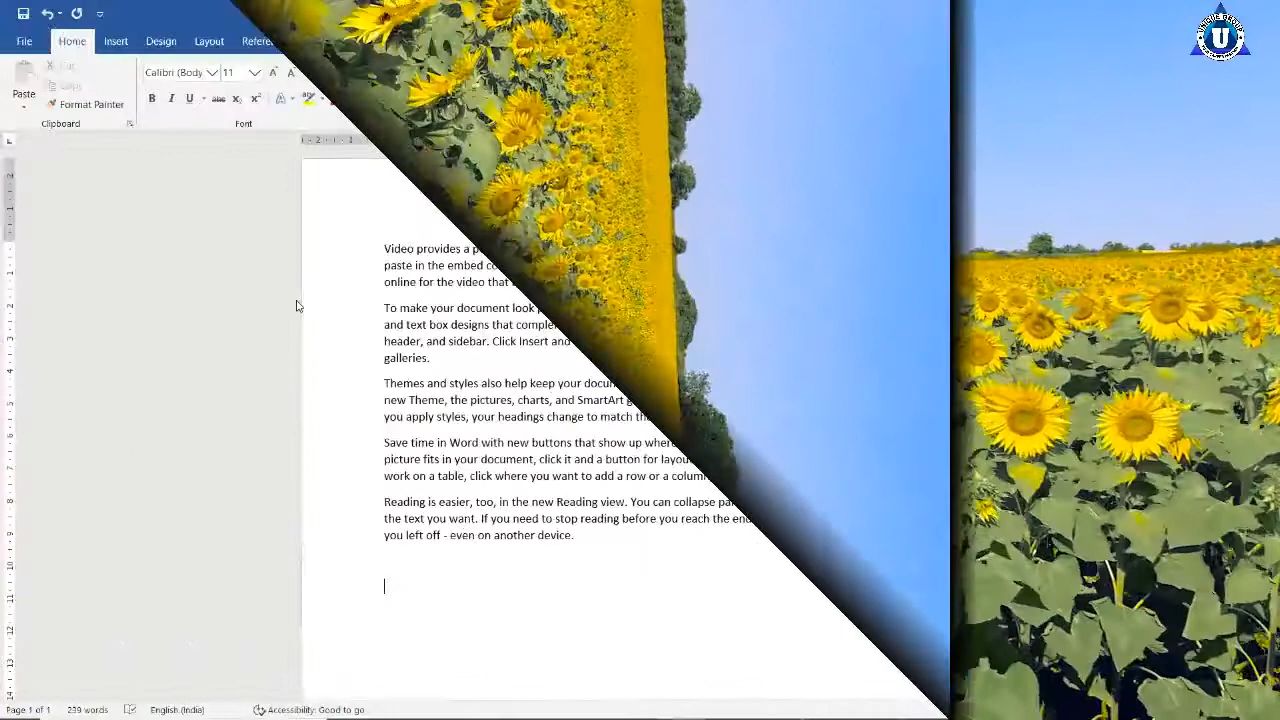 File Home Insert Design Layout Refere
Cut
Copy
Paste
Format Painter
Calibri (Body 11
Clipboard
Font
Video provides a p
paste in the embed co
online for the video that
To make your document look
and text box designs that complem
header, and sidebar. Click Insert and
galleries.
Themes and styles also help keep your docum
new Theme, the pictures, charts, and SmartArt g
you apply styles, your headings change to match th
Save time in Word with new buttons that show up where
picture fits in your document, click it and a button for layou
work on a table, click where you want to add a row or a column
Reading is easier, too, in the new Reading view. You can collapse par
the text you want. If you need to stop reading before you reach the end
you left off - even on another device.
Page 1 of 1 239 words English (India) Accessibility: Good to go
U